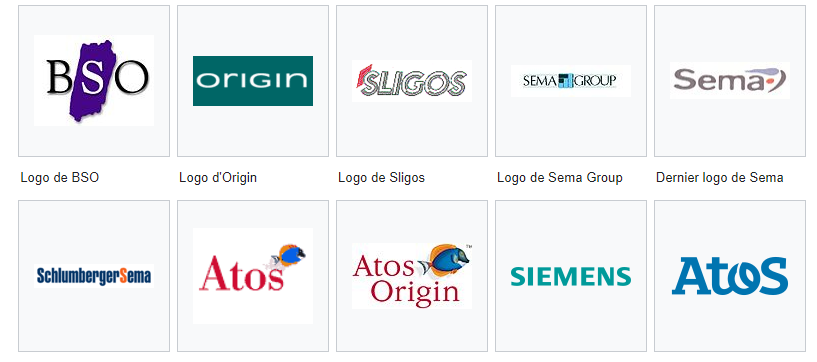 BSO
ORIGIN
SLIGOS
SEMA GROUP
Sema
Logo de BSO
Logo d'Origin
Logo de Sligos
Logo de Sema Group
Dernier logo de Sema
SchlumbergerSema
Atos
Atos
Origin
TM
SIEMENS
AtoS